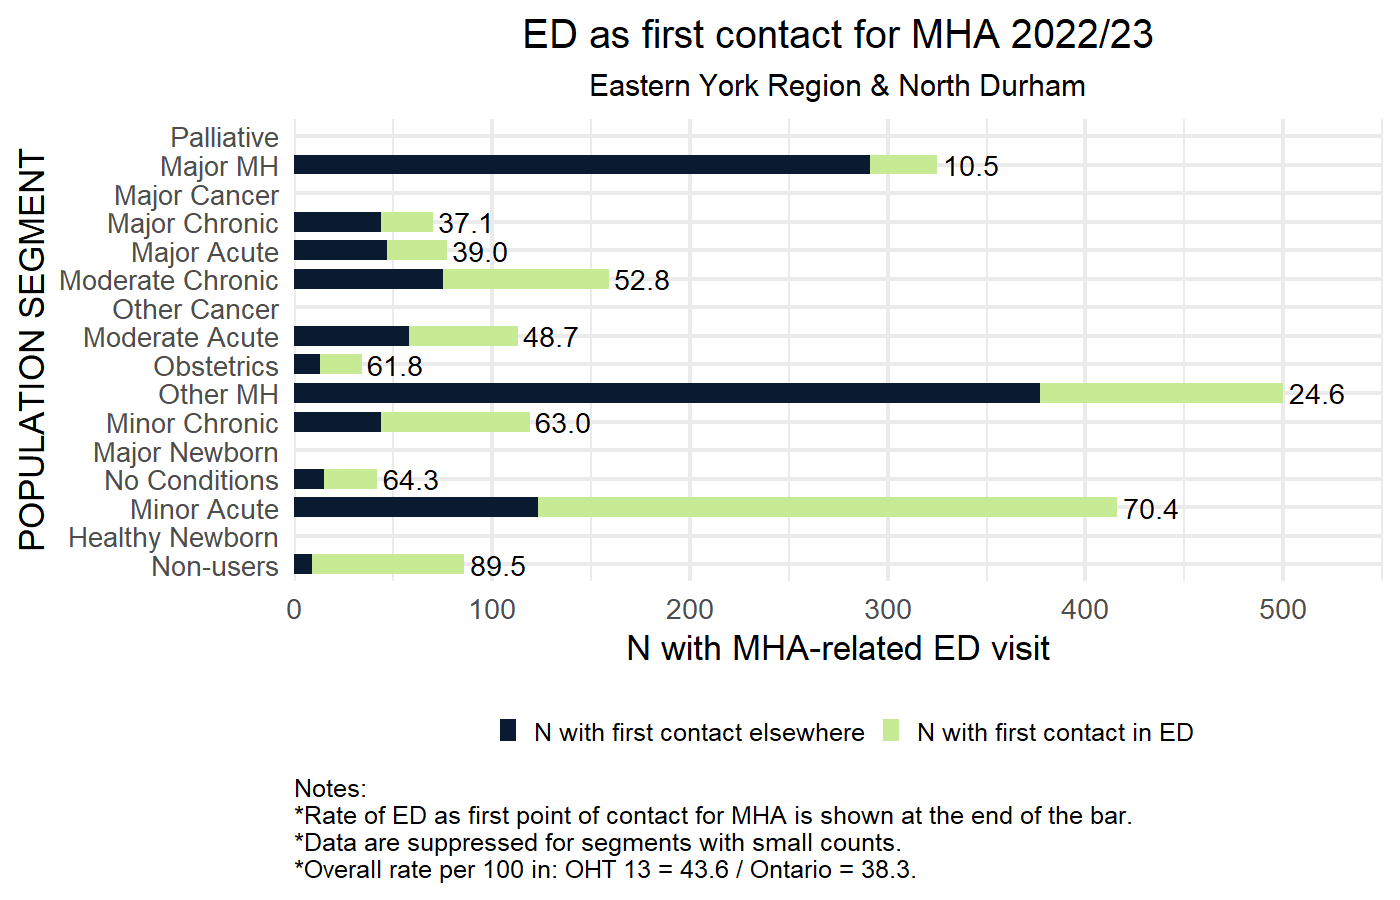 ED as first contact for MHA 2022/23
Eastern York Region & North Durham
POPULATION SEGMENT
Palliative
Major MH 10.5
Major Cancer
Major Chronic 37.1
Major Acute 39.0
Moderate Chronic 52.8
Other Cancer
Moderate Acute 48.7
Obstetrics 61.8
Other MH 24.6
Minor Chronic 63.0
Major Newborn
No Conditions 64.3
Minor Acute 70.4
Healthy Newborn
Non-users 89.5
0 100 200 300 400 500
N with MHA-related ED visit
N with first contact elsewhere N with first contact in ED
Notes:
*Rate of ED as first point of contact for MHA is shown at the end of the bar.
*Data are suppressed for segments with small counts.
*Overall rate per 100 in: OHT 13 = 43.6 / Ontario = 38.3.